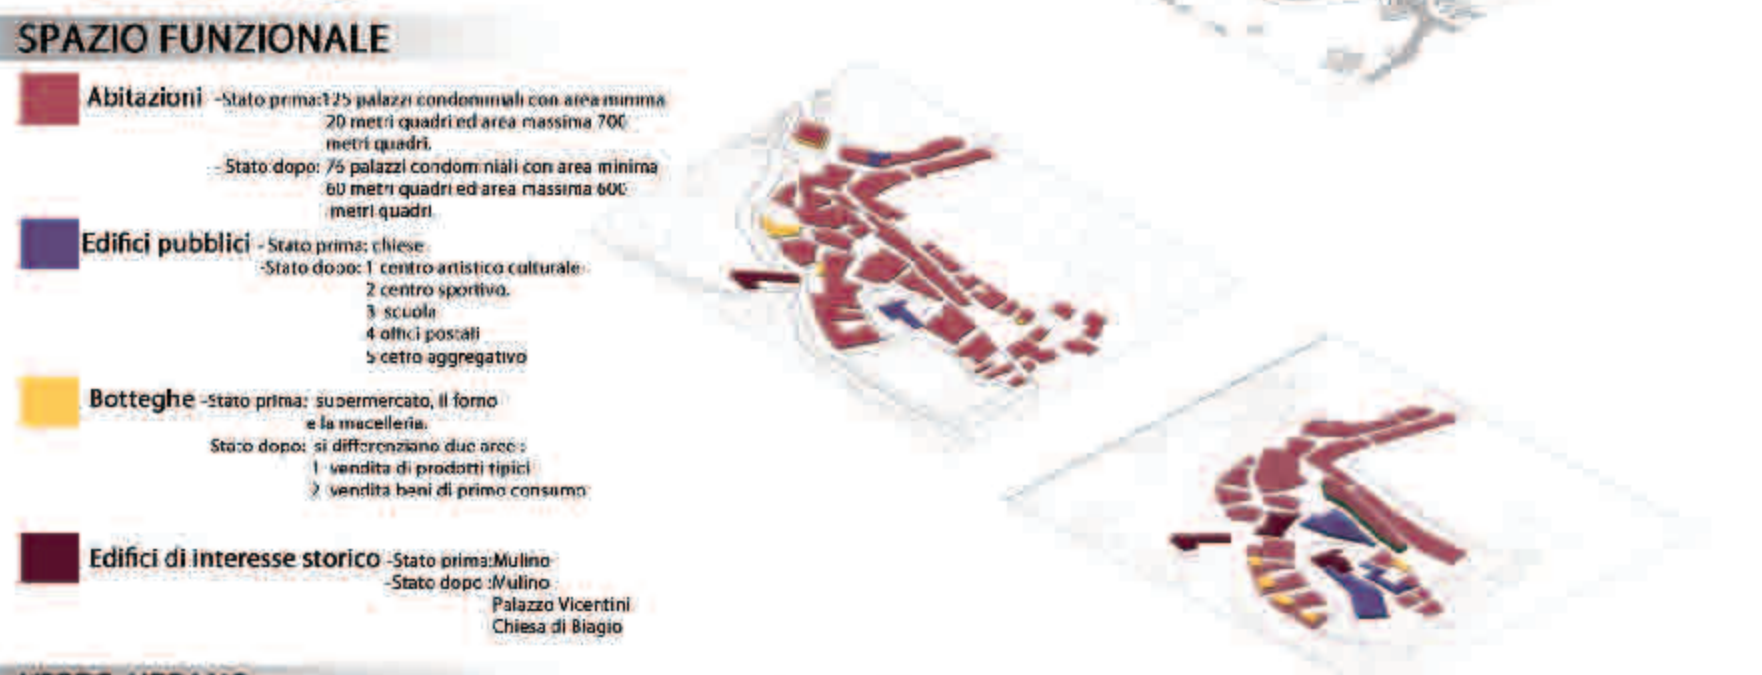 SPAZIO FUNZIONALE
Abitazioni -Stato prima:125 palazzi condominiali con area minima
20 metri quadri ed area massima 700
metri quadri.
- Stato dopo: 76 palazzi condominiali con area minima
60 metri quadri ed area massima 600
metri quadri
Edifici pubblici - Stato prima: chiese
-Stato dopo: 1 centro artistico culturale
2 centro sportivo.
3 scuola
4 offici postali
5 cetro aggregativo
Botteghe -Stato prima: supermercato, il forno
e la macelleria.
Stato dopo: si differenziano due aree :
1 vendita di prodotti tipici
2 vendita beni di primo consumo
Edifici di interesse storico -Stato prima:Mulino
-Stato dopo :Mulino
Palazzo Vicentini
Chiesa di Biagio